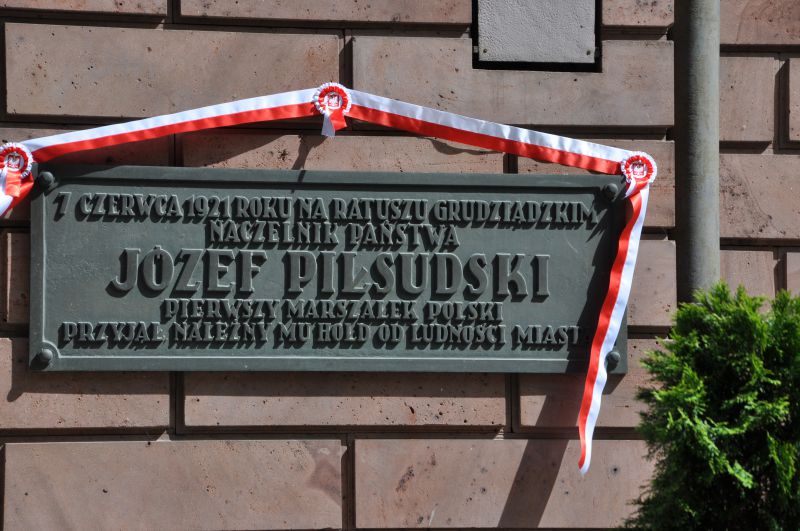 7 CZERWCA 1921 ROKU NA RATUSZU GRUDZIĄDZKIM
NACZELNIK PAŃSTWA
JÓZEF PIŁSUDSKI
PIERWSZY MARSZAŁEK POLSKI
PRZYJĄŁ NALEŻNY MU HOŁD OD LUDNOŚCI